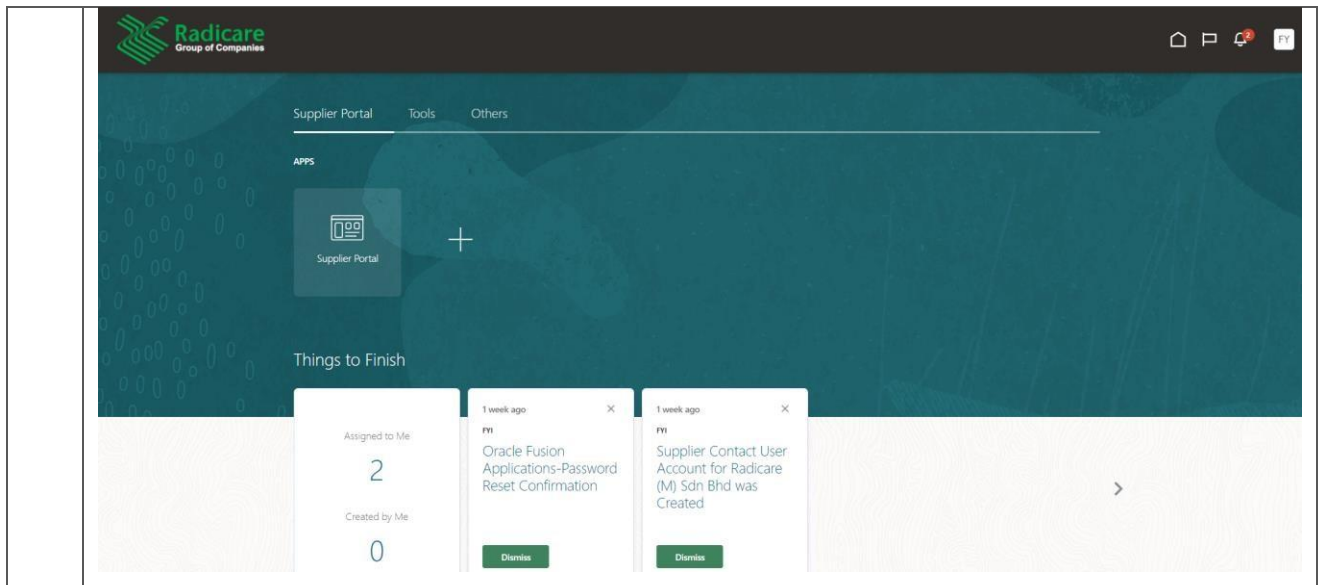 Radicare
Group of Companies
2
FY
Supplier Portal Tools Others
APPS
Supplier Portal
Things to Finish
Assigned to Me
2
Created by Me
0
1 week ago
FYI
Oracle Fusion
Applications-Password
Reset Confirmation
Dismiss
1 week ago
FYI
Supplier Contact User
Account for Radicare
(M) Sdn Bhd was
Created
Dismiss